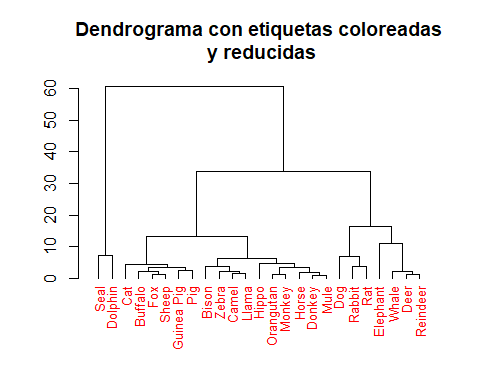 Dendrograma con etiquetas coloreadas
y reducidas
60
50
40
30
20
10
0
Seal
Dolphin
Cat
Buffalo
Fox
Sheep
Guinea Pig
Pig
Bison
Zebra
Camel
Llama
Hippo
Orangutan
Monkey
Horse
Donkey
Mule
Dog
Rabbit
Rat
Elephant
Whale
Deer
Reindeer